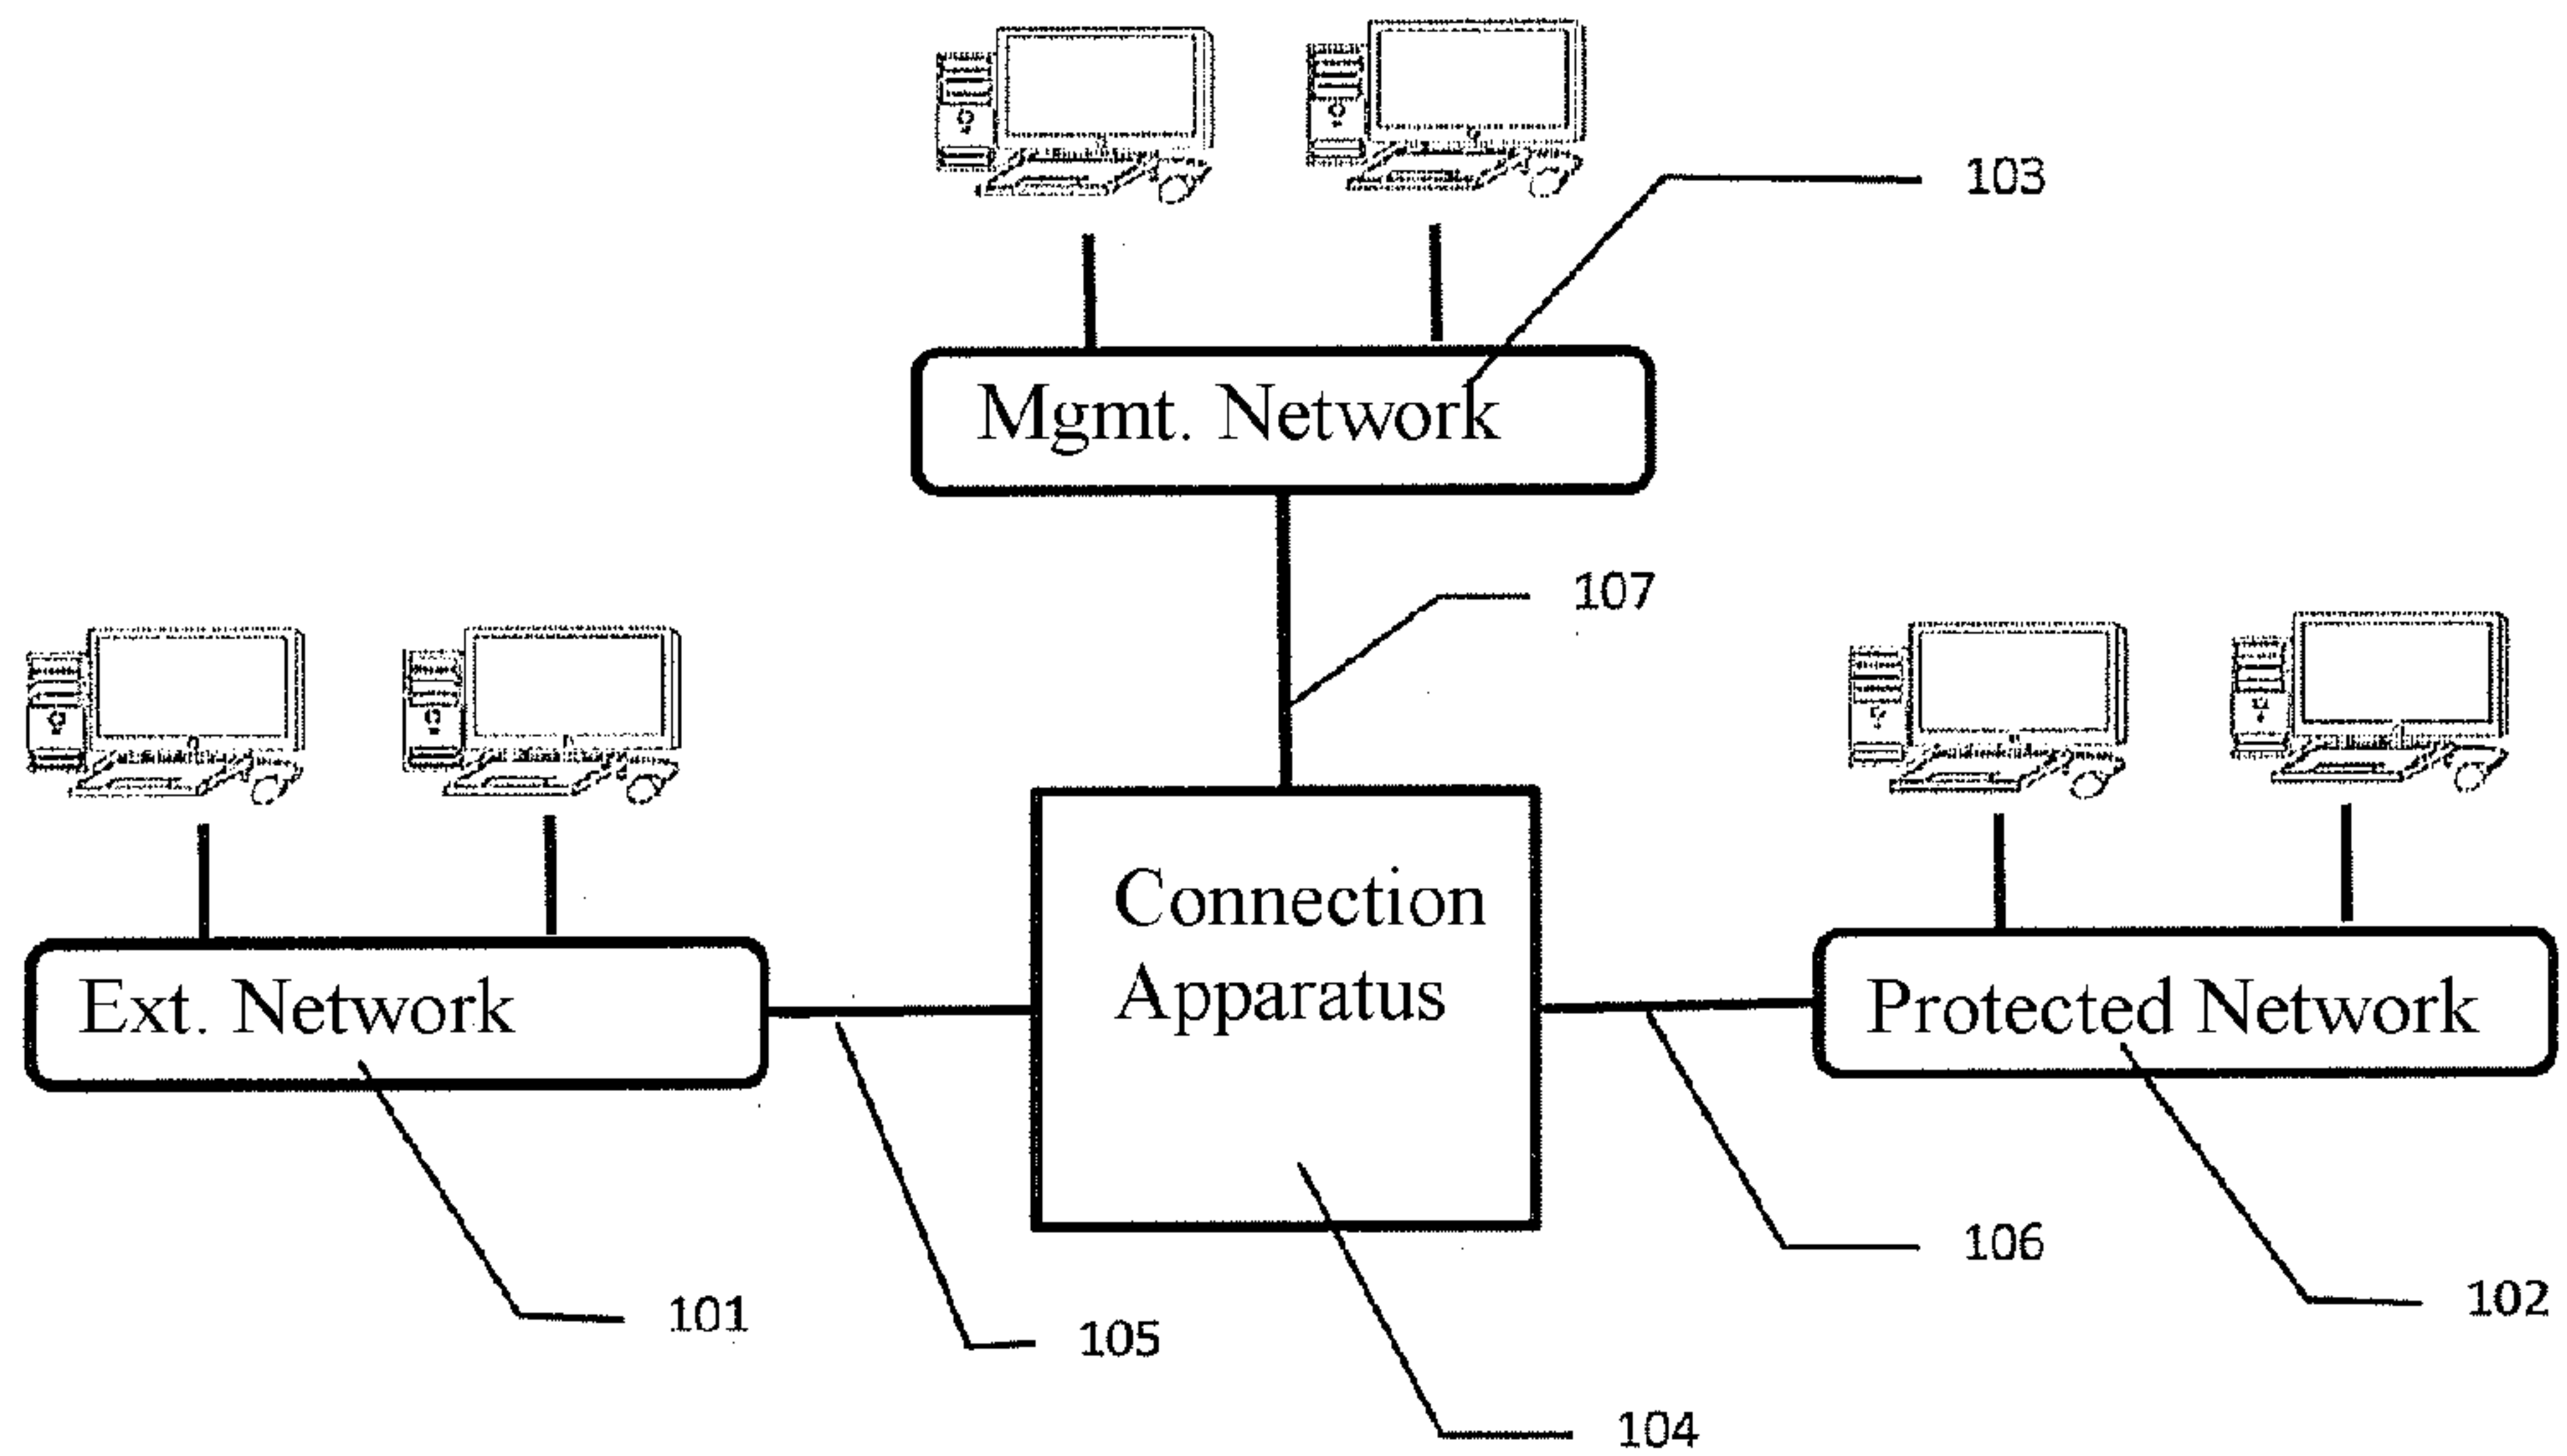 103
Mgmt. Network
107
Connection
Apparatus
Ext. Network
Protected Network
106
102
101
105
104